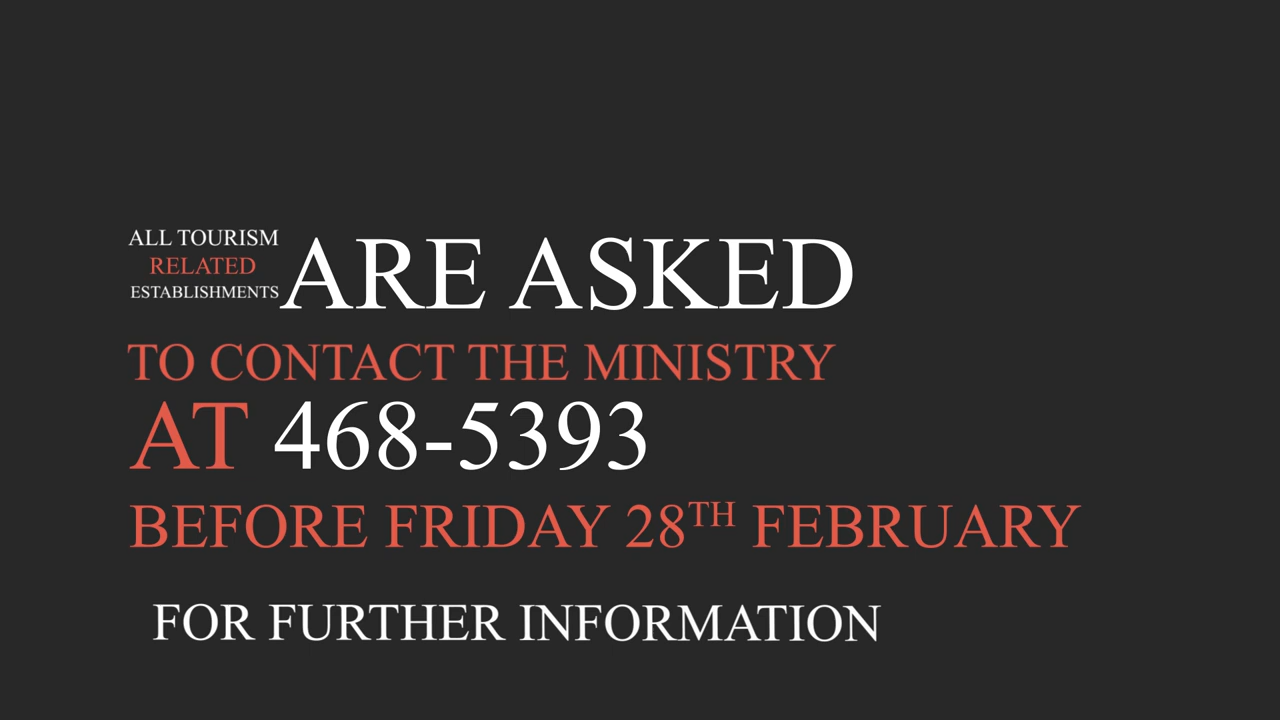 ALL TOURISM
RELATED
ESTABLISHMENTS
ARE ASKED
TO CONTACT THE MINISTRY
AT 468-5393
BEFORE FRIDAY 28TH FEBRUARY
FOR FURTHER INFORMATION